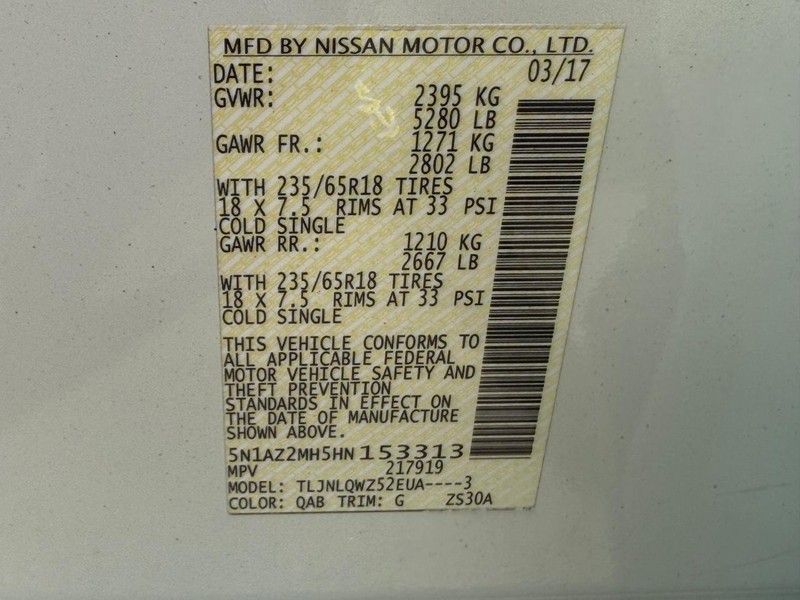 MFD BY NISSAN MOTOR CO., LTD.
DATE: 03/17
GVWR: 2395 KG
5280 LB
GAWR FR.: 1271 KG
2802 LB
WITH 235/65R18 TIRES
18 X 7.5 RIMS AT 33 PSI
COLD SINGLE
GAWR RR.: 1210 KG
2667 LB
WITH 235/65R18 TIRES
18 X 7.5 RIMS AT 33 PSI
COLD SINGLE
THIS VEHICLE CONFORMS TO
ALL APPLICABLE FEDERAL
MOTOR VEHICLE SAFETY AND
THEFT PREVENTION
STANDARDS IN EFFECT ON
THE DATE OF MANUFACTURE
SHOWN ABOVE.
5N1AZ2MH5HN153313
MPV 217919
MODEL: TLJNLQWZ52EUA----3
COLOR: QAB TRIM: G ZS30A